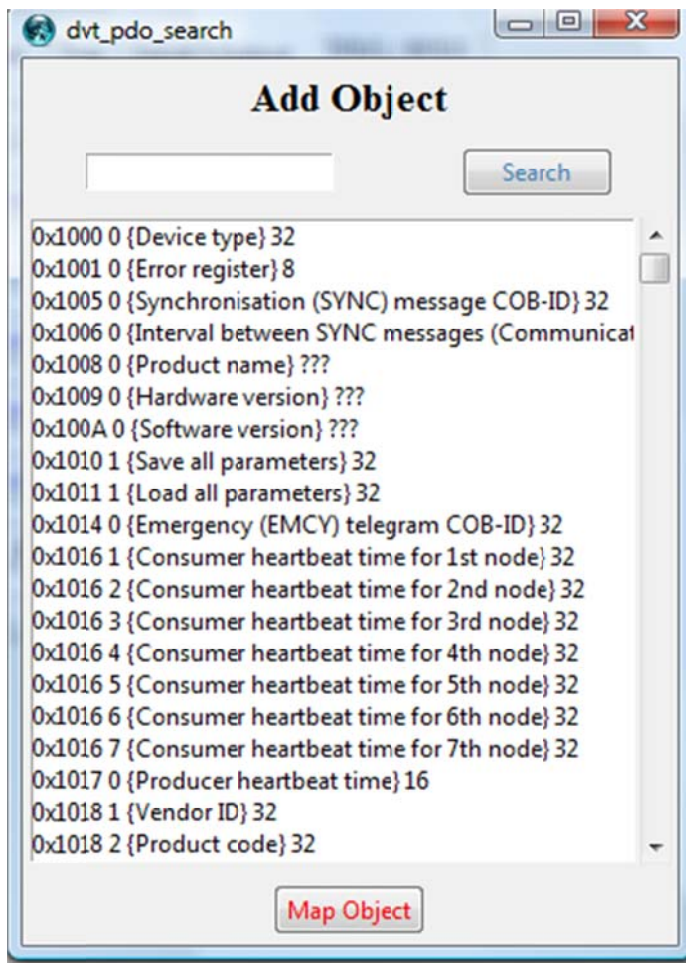 dvt_pdo_search
Add Object
Search
0x1000 0 {Device type} 32
0x1001 0 {Error register} 8
0x1005 0 {Synchronisation (SYNC) message COB-ID} 32
0x1006 0 {Interval between SYNC messages (Communicat
0x1008 0 {Product name} ???
0x1009 0 {Hardware version} ???
0x100A 0 {Software version} ???
0x1010 1 {Save all parameters} 32
0x1011 1 {Load all parameters} 32
0x1014 0 {Emergency (EMCY) telegram COB-ID} 32
0x1016 1 {Consumer heartbeat time for 1st node} 32
0x1016 2 {Consumer heartbeat time for 2nd node} 32
0x1016 3 {Consumer heartbeat time for 3rd node} 32
0x1016 4 {Consumer heartbeat time for 4th node} 32
0x1016 5 {Consumer heartbeat time for 5th node} 32
0x1016 6 {Consumer heartbeat time for 6th node} 32
0x1016 7 {Consumer heartbeat time for 7th node} 32
0x1017 0 {Producer heartbeat time} 16
0x1018 1 {Vendor ID} 32
0x1018 2 {Product code} 32
Map Object